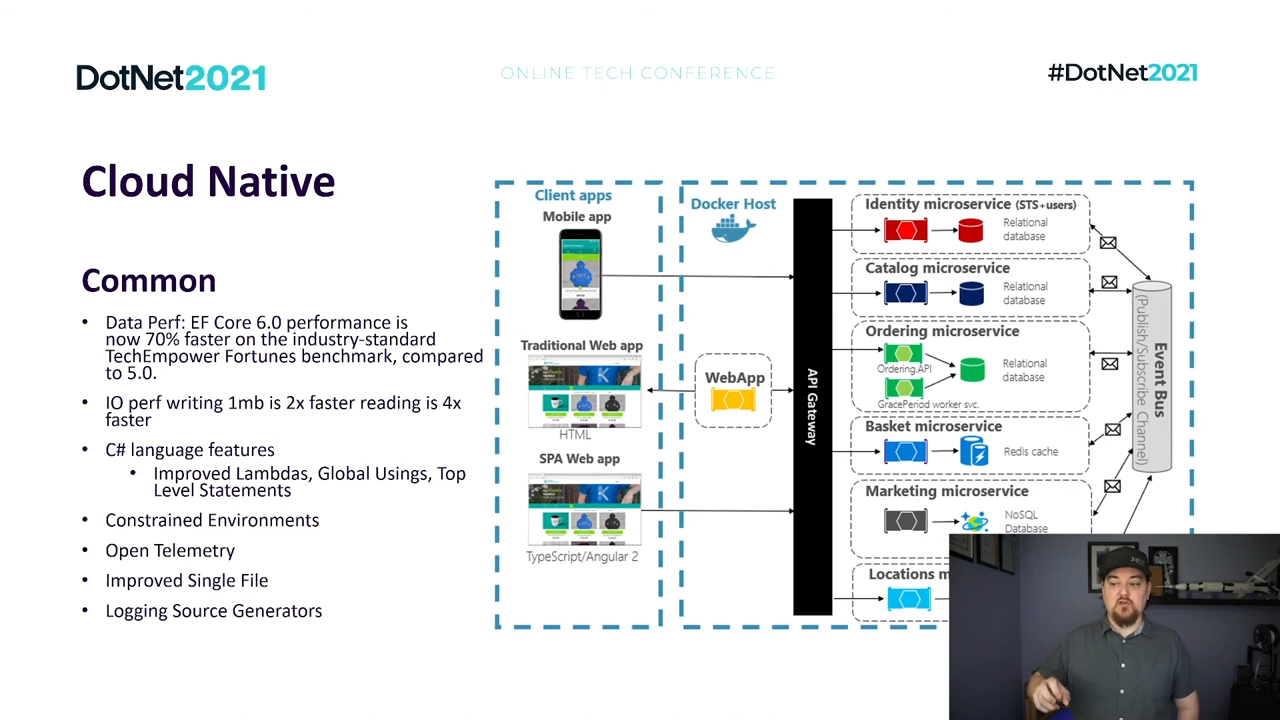 DotNet2021
ONLINE TECH CONFERENCE
#DotNet2021
Cloud Native
Common
• Data Perf: EF Core 6.0 performance is
now 70% faster on the industry-standard
TechEmpower Fortunes benchmark, compared
to 5.0.
• IO perf writing 1mb is 2x faster reading is 4x
faster
• C# language features
• Improved Lambdas, Global Usings, Top
Level Statements
• Constrained Environments
• Open Telemetry
• Improved Single File
• Logging Source Generators
Client apps
Mobile app
Traditional Web app
HTML
SPA Web app
TypeScript/Angular 2
Docker Host
WebApp
API Gateway
Identity microservice (STS+users)
Relational
database
Catalog microservice
Relational
database
Ordering microservice
Ordering.API
GracePeriod worker svc.
Relational
database
Basket microservice
Redis cache
Marketing microservice
NoSQL
Database
Locations m
Event Bus
(Publish/Subscribe Channel)